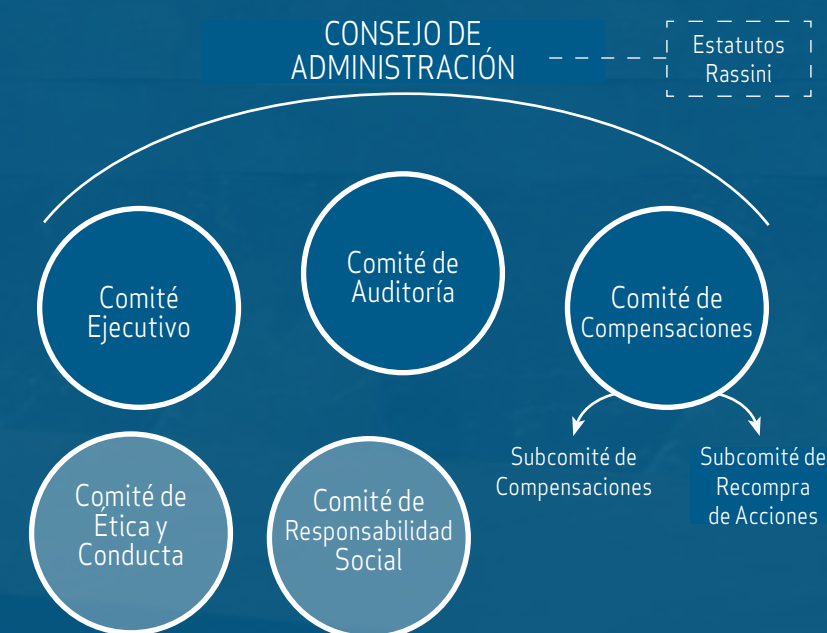 CONSEJO DE
ADMINISTRACIÓN
Estatutos
Rassini
Comité
Ejecutivo
Comité de
Auditoría
Comité de
Compensaciones
Subcomité de
Compensaciones
Subcomité de
Recompra
de Acciones
Comité de
Ética y
Conducta
Comité de
Responsabilidad
Social